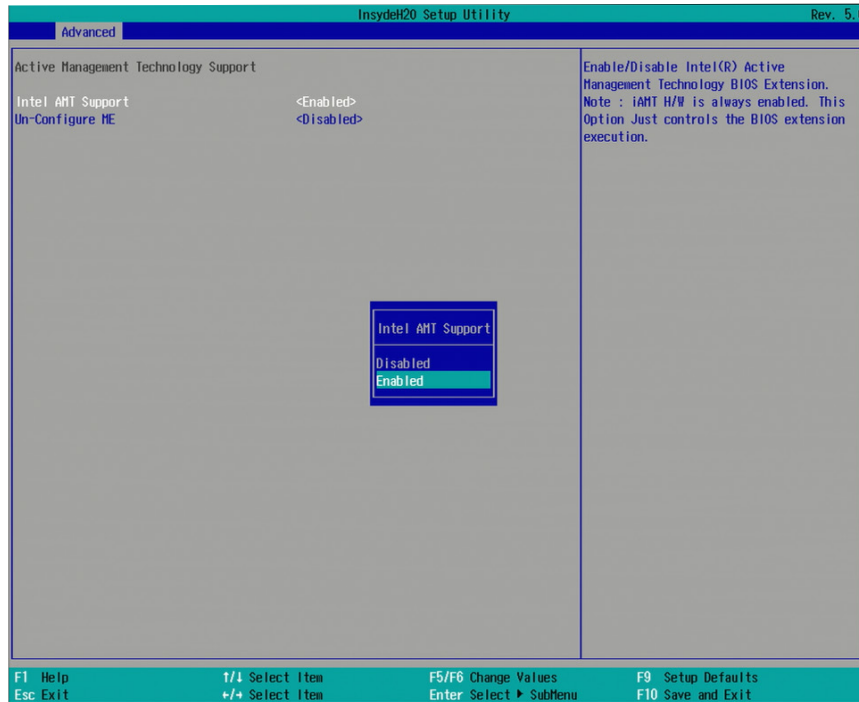 InsydeH20 Setup Utility Rev. 5.
Advanced
Active Management Technology Support
Intel AMT Support <Enabled>
Un-Configure ME <Disabled>
Enable/Disable Intel(R) Active
Management Technology BIOS Extension.
Note : iAMT H/W is always enabled. This
Option Just controls the BIOS extension
execution.
Intel AMT Support
Disabled
Enabled
F1 Help ↑/↓ Select Item F5/F6 Change Values F9 Setup Defaults
Esc Exit ←/→ Select Item Enter Select ▶ SubMenu F10 Save and Exit